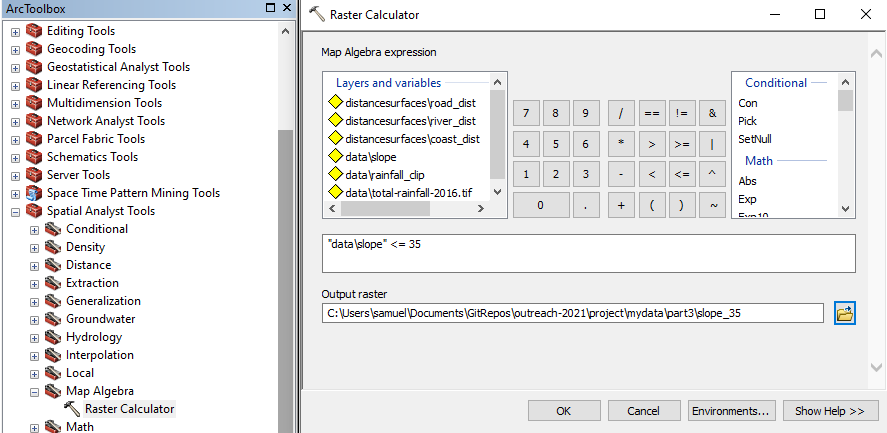 ArcToolbox
Editing Tools
Geocoding Tools
Geostatistical Analyst Tools
Linear Referencing Tools
Multidimension Tools
Network Analyst Tools
Parcel Fabric Tools
Schematics Tools
Server Tools
Space Time Pattern Mining Tools
Spatial Analyst Tools
Conditional
Density
Distance
Extraction
Generalization
Groundwater
Hydrology
Interpolation
Local
Map Algebra
Raster Calculator
Math
Raster Calculator
Map Algebra expression
Layers and variables
distancesurfaces\road_dist
distancesurfaces\river_dist
distancesurfaces\coast_dist
data\slope
data\rainfall_clip
data\total-rainfall-2016.tif
7 8 9 / == != &
4 5 6 * > >= |
1 2 3 - < <= ^
0 . + ( ) ~
Conditional
Con
Pick
SetNull
Math
Abs
Exp
Exp10
"data\slope" <= 35
Output raster
C:\Users\samuel\Documents\GitRepos\outreach-2021\project\mydata\part3\slope_35
OK Cancel Environments... Show Help >>